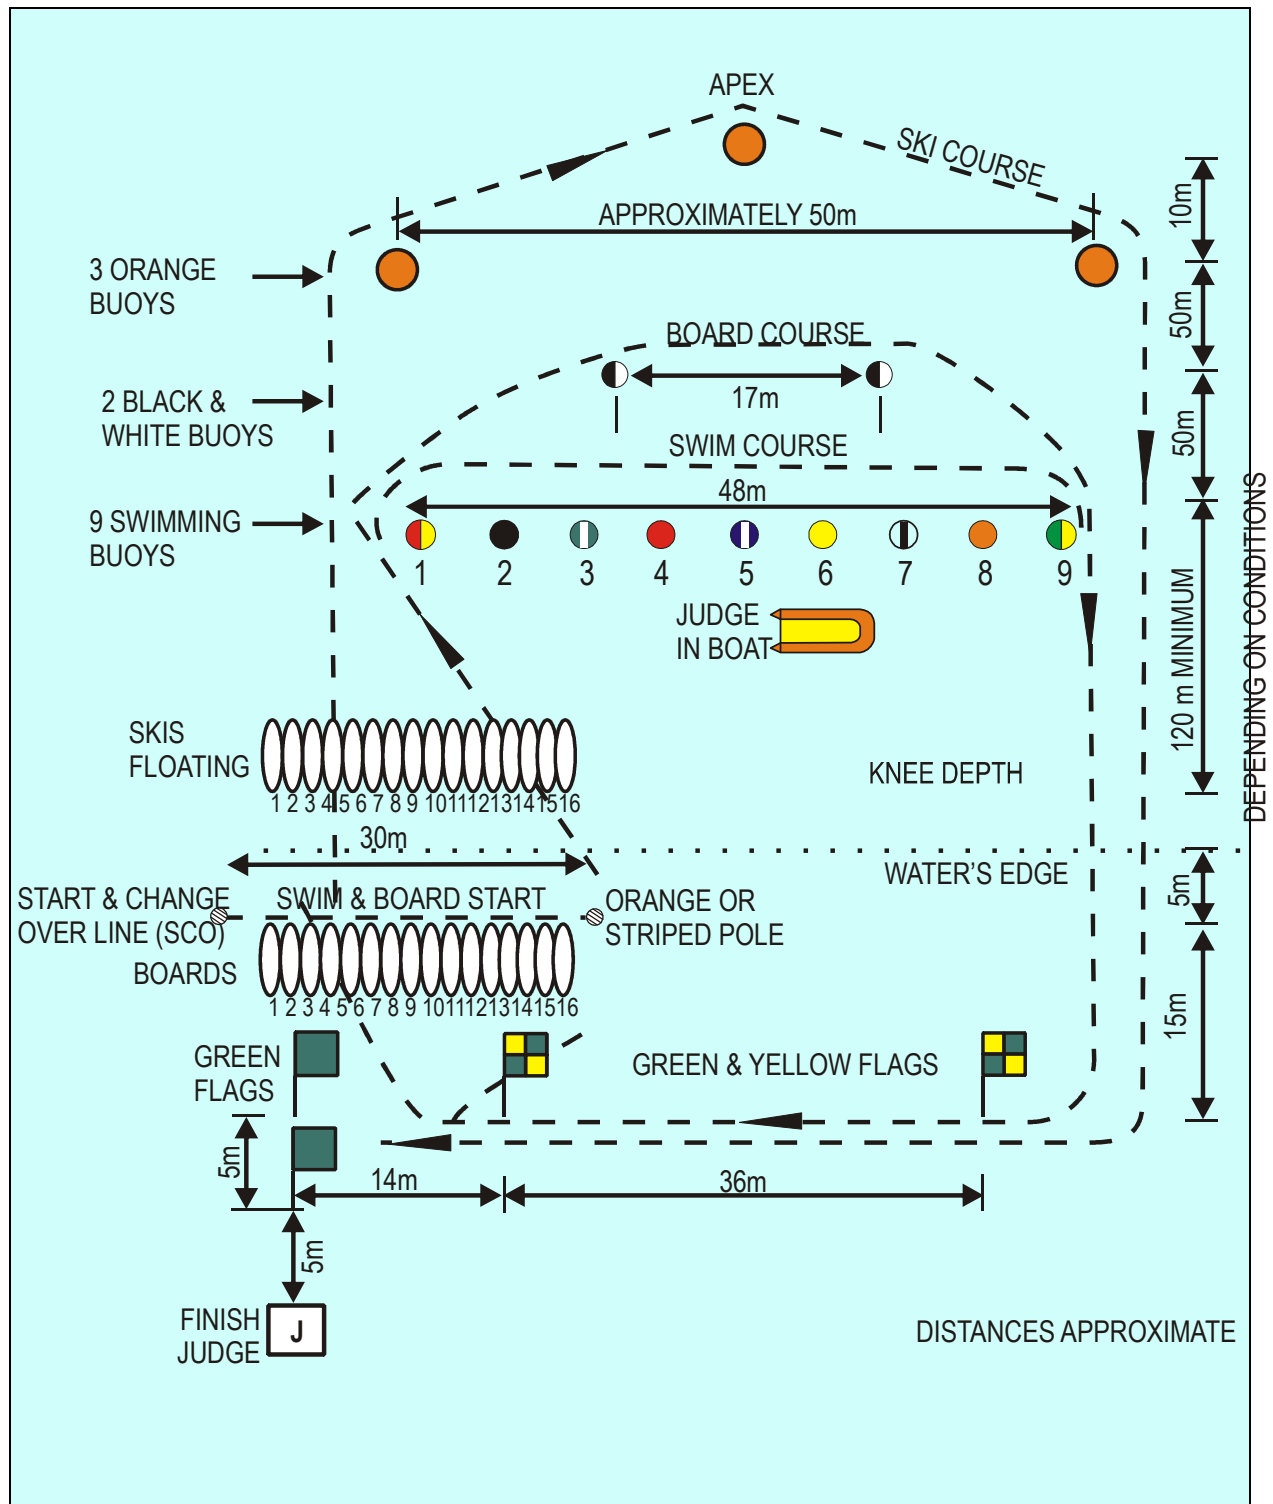 APEX
SKI COURSE
10m
APPROXIMATELY 50m
3 ORANGE
BUOYS
50m
BOARD COURSE
17m
2 BLACK &
WHITE BUOYS
50m
SWIM COURSE
48m
9 SWIMMING
BUOYS
1 2 3 4 5 6 7 8 9
JUDGE
IN BOAT
120 m MINIMUM
DEPENDING ON CONDITIONS
SKIS
FLOATING
KNEE DEPTH
1 2 3 4 5 6 7 8 9 10 11 12 13 14 15 16
30m
WATER'S EDGE
5m
START & CHANGE
OVER LINE (SCO)
SWIM & BOARD START
ORANGE OR
STRIPED POLE
BOARDS
1 2 3 4 5 6 7 8 9 10 11 12 13 14 15 16
15m
GREEN
FLAGS
GREEN & YELLOW FLAGS
5m
14m
36m
5m
FINISH
JUDGE
J
DISTANCES APPROXIMATE